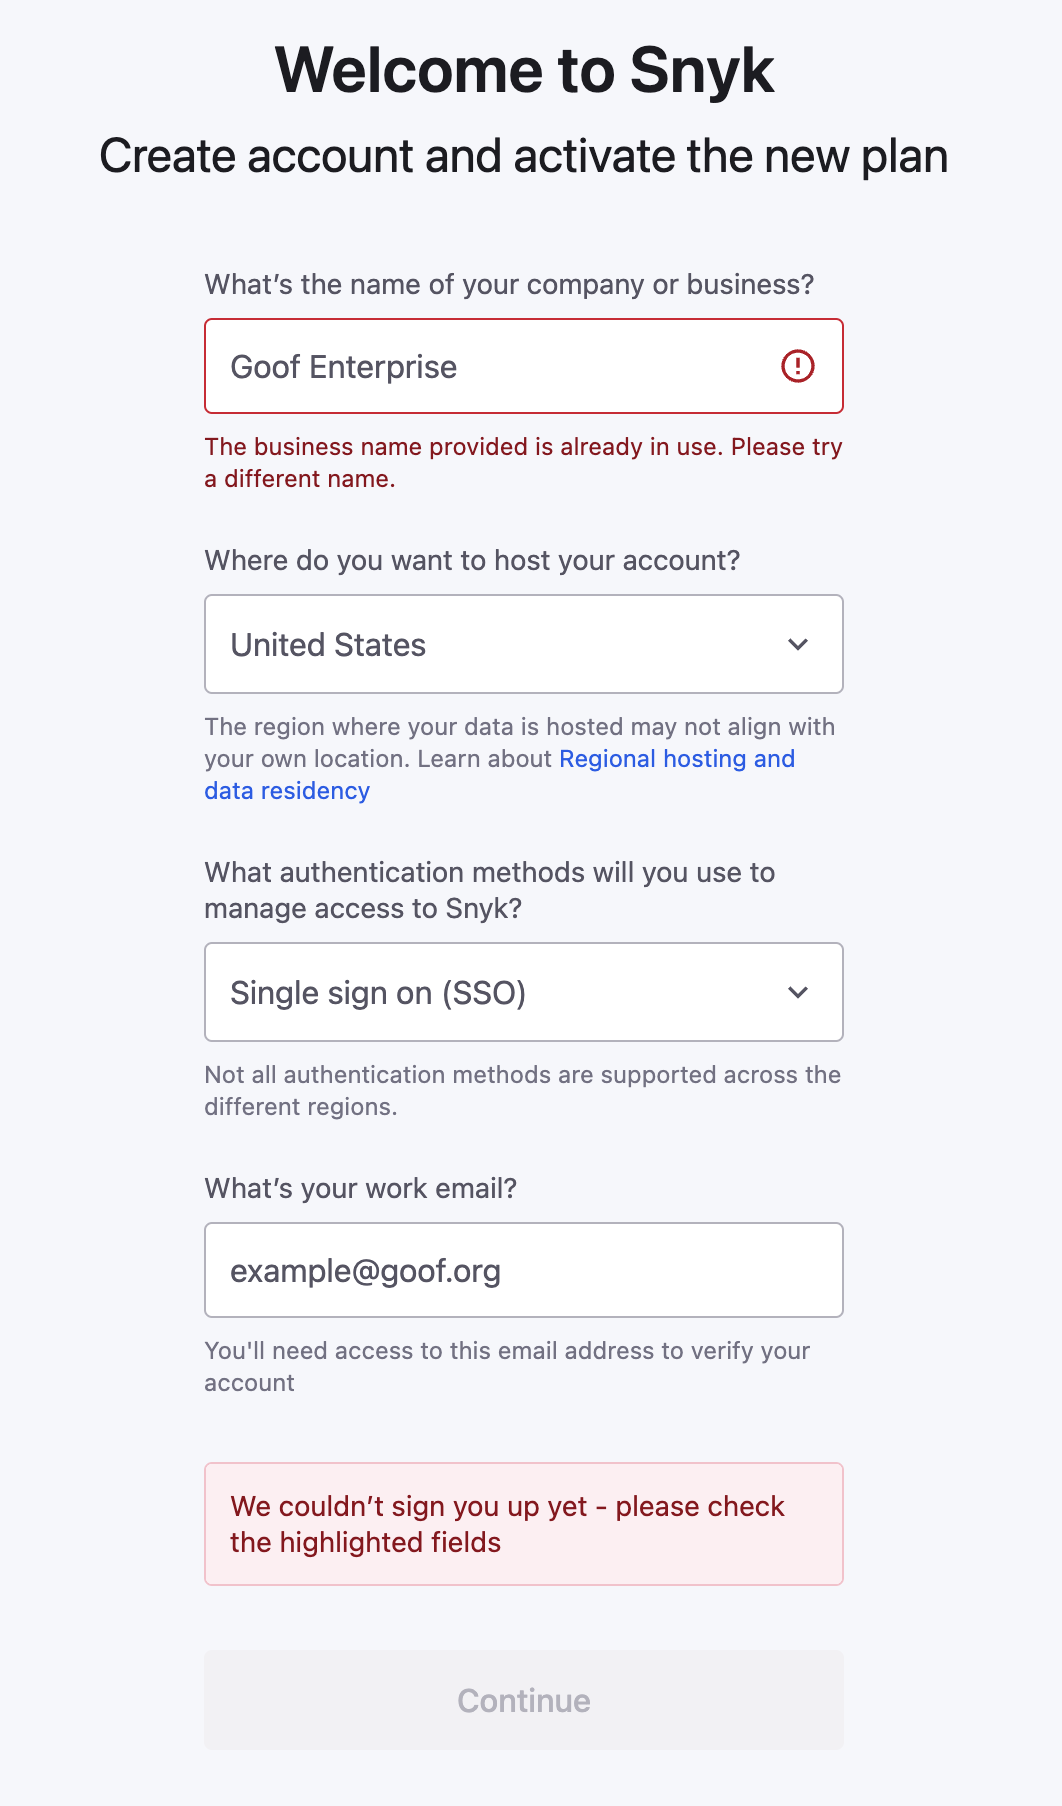 Welcome to Snyk
Create account and activate the new plan
What’s the name of your company or business?
Goof Enterprise
The business name provided is already in use. Please try
a different name.
Where do you want to host your account?
United States
The region where your data is hosted may not align with
your own location. Learn about Regional hosting and
data residency
What authentication methods will you use to
manage access to Snyk?
Single sign on (SSO)
Not all authentication methods are supported across the
different regions.
What’s your work email?
example@goof.org
You'll need access to this email address to verify your
account
We couldn’t sign you up yet - please check
the highlighted fields
Continue